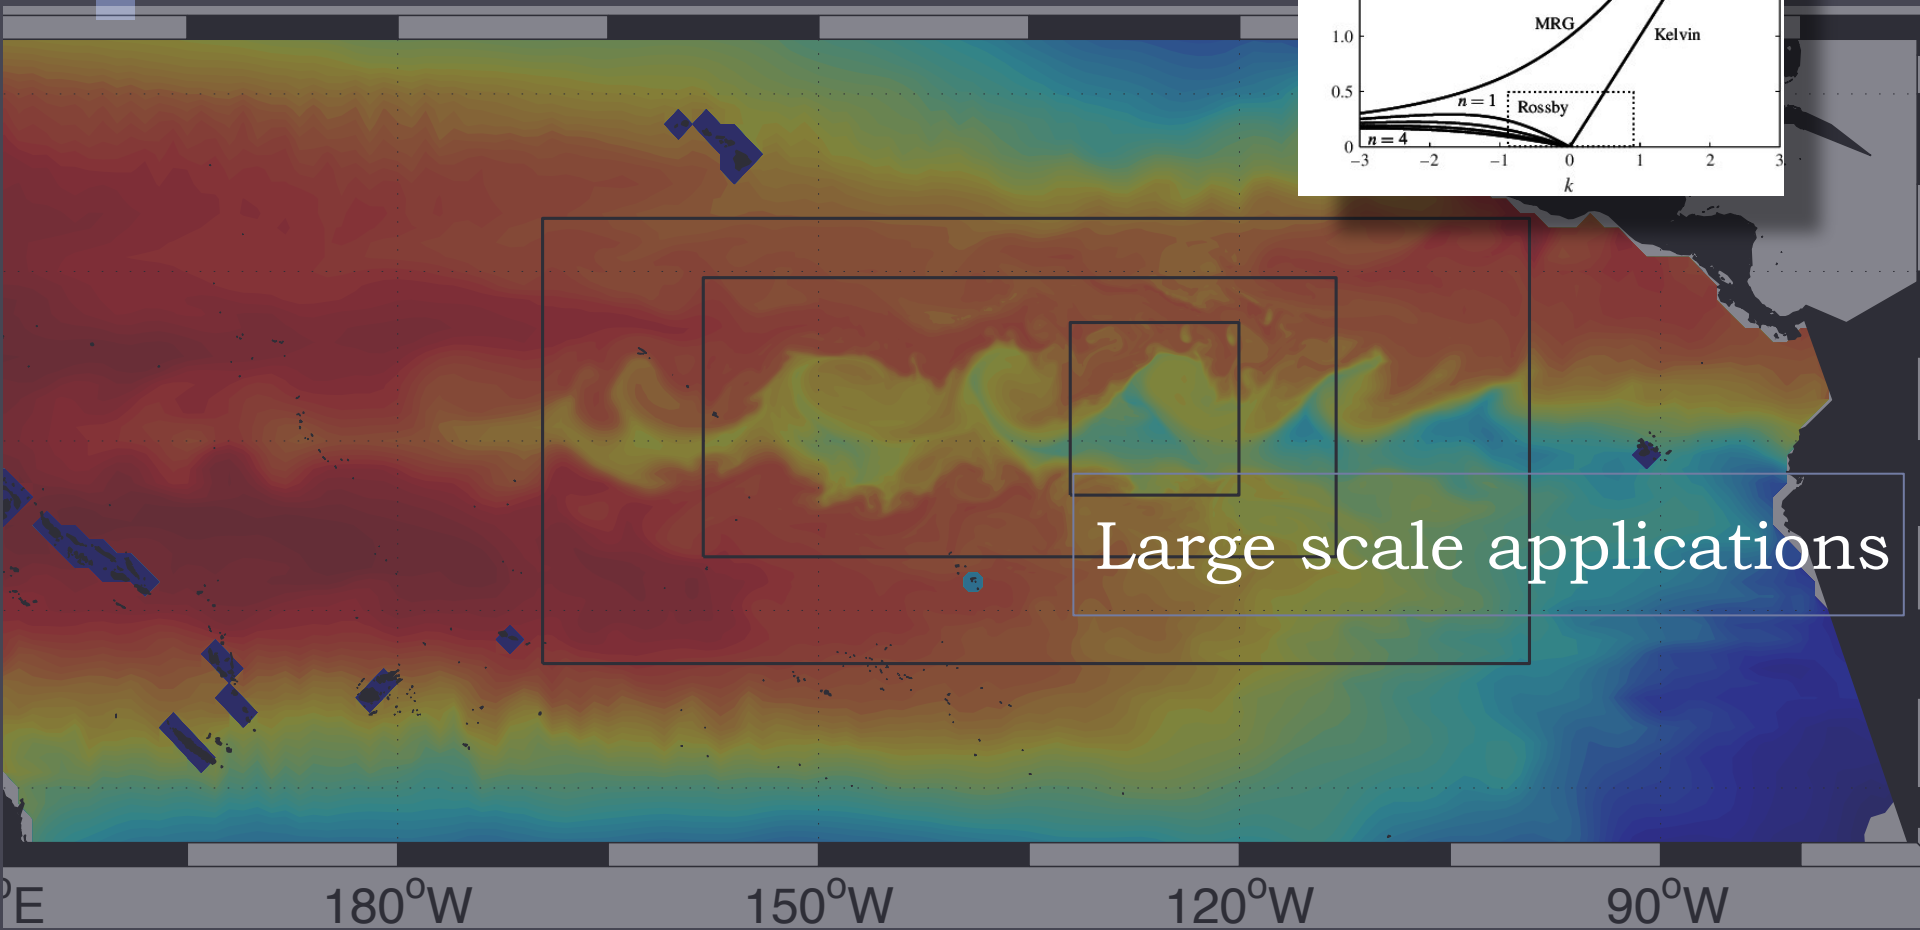 MRG
Kelvin
1.0
0.5
n = 1
Rossby
n = 4
0
−3 −2 −1 0 1 2 3
k
Large scale applications
°E 180°W 150°W 120°W 90°W